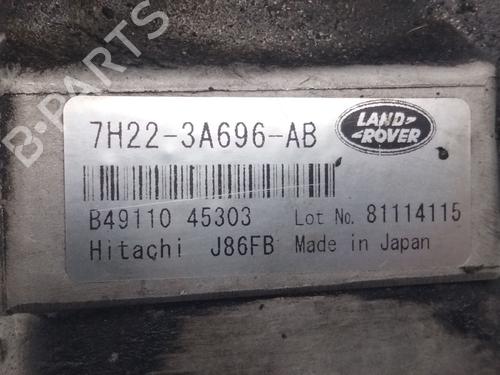 B-PARTS
7H22-3A696-AB
LAND-
-ROVER
B49110 45303 Lot No. 81114115
Hitachi J86FB Made in Japan